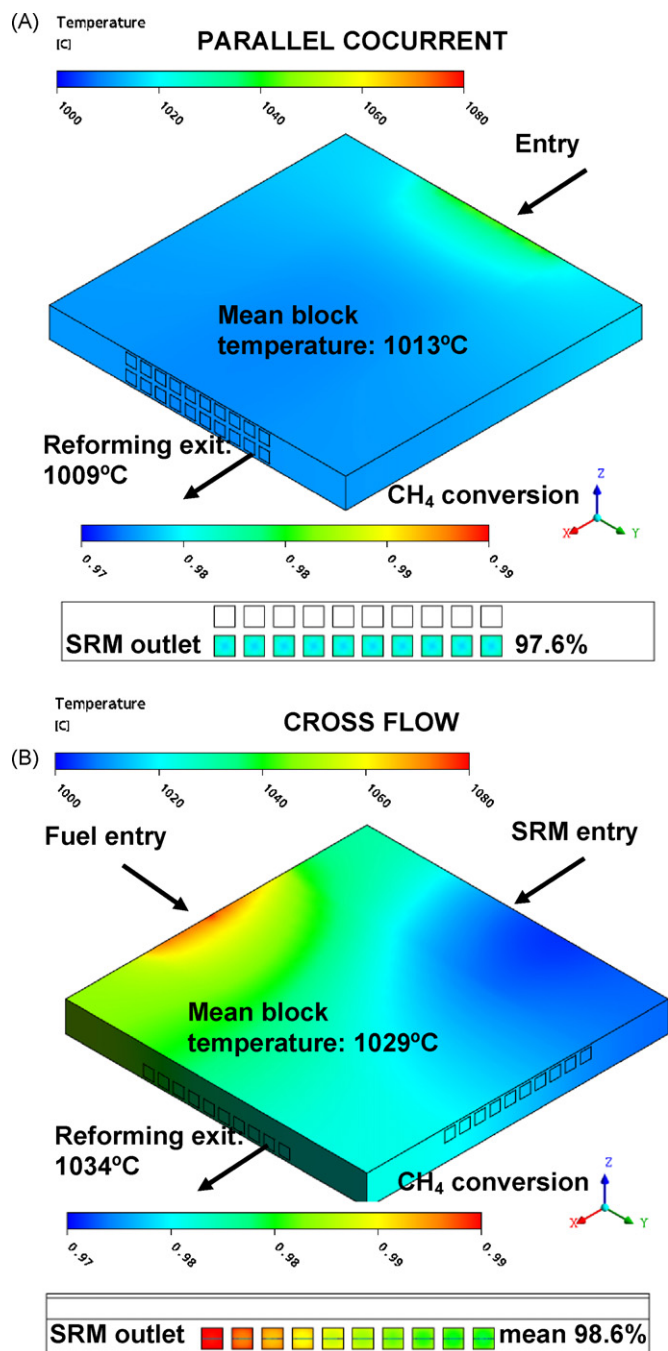 (A)
Temperature
[C]
PARALLEL COCURRENT
1000 1020 1040 1060 1080
Entry
Mean block
temperature: 1013ºC
Reforming exit:
1009ºC
CH₄ conversion
Z
X Y
0.97 0.98 0.98 0.99 0.99
SRM outlet 97.6%
Temperature
[C]
CROSS FLOW
(B)
1000 1020 1040 1060 1080
Fuel entry
SRM entry
Mean block
temperature: 1029ºC
Reforming exit:
1034ºC
CH₄ conversion
Z
X Y
0.97 0.98 0.98 0.99 0.99
SRM outlet mean 98.6%